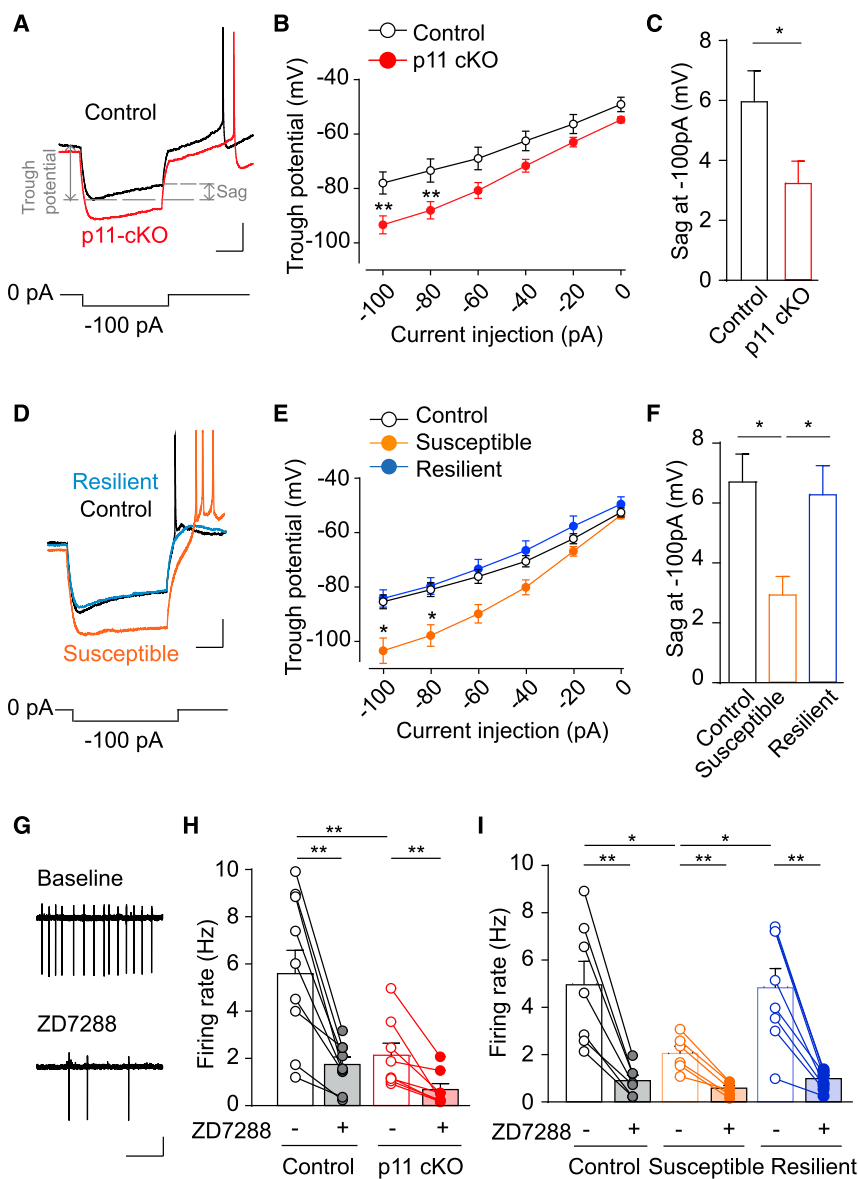 A
Control
Trough
potential
Sag
p11-cKO
0 pA
-100 pA
B
Control
p11 cKO
Trough potential (mV)
-40
-60
-80
-100
**
**
-100
-80
-60
-40
-20
0
Current injection (pA)
C
*
Sag at -100pA (mV)
8
6
4
2
0
Control
p11 cKO
D
Resilient
Control
Susceptible
0 pA
-100 pA
E
Control
Susceptible
Resilient
Trough potential (mV)
-40
-60
-80
-100
*
*
-100
-80
-60
-40
-20
0
Current injection (pA)
F
*
*
Sag at -100pA (mV)
8
6
4
2
0
Control
Susceptible
Resilient
G
Baseline
ZD7288
H
**
**
**
Firing rate (Hz)
10
8
6
4
2
0
ZD7288
- + - +
Control
p11 cKO
I
*
*
**
**
**
Firing rate (Hz)
10
8
6
4
2
0
ZD7288
- + - + - +
Control
Susceptible
Resilient